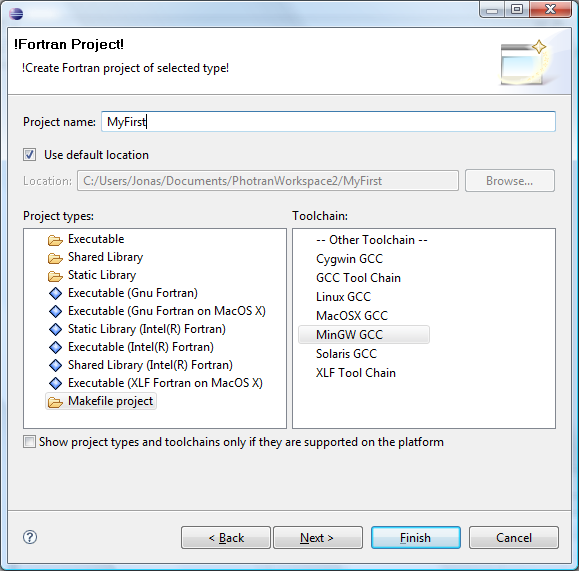 !Fortran Project!
!Create Fortran project of selected type!
Project name: MyFirst
Use default location
Location: C:/Users/Jonas/Documents/PhotranWorkspace2/MyFirst Browse...
Project types: Toolchain:
Executable
Shared Library
Static Library
Executable (Gnu Fortran)
Executable (Gnu Fortran on MacOS X)
Static Library (Intel(R) Fortran)
Executable (Intel(R) Fortran)
Shared Library (Intel(R) Fortran)
Executable (XLF Fortran on MacOS X)
Makefile project
-- Other Toolchain --
Cygwin GCC
GCC Tool Chain
Linux GCC
MacOSX GCC
MinGW GCC
Solaris GCC
XLF Tool Chain
Show project types and toolchains only if they are supported on the platform
? < Back Next > Finish Cancel